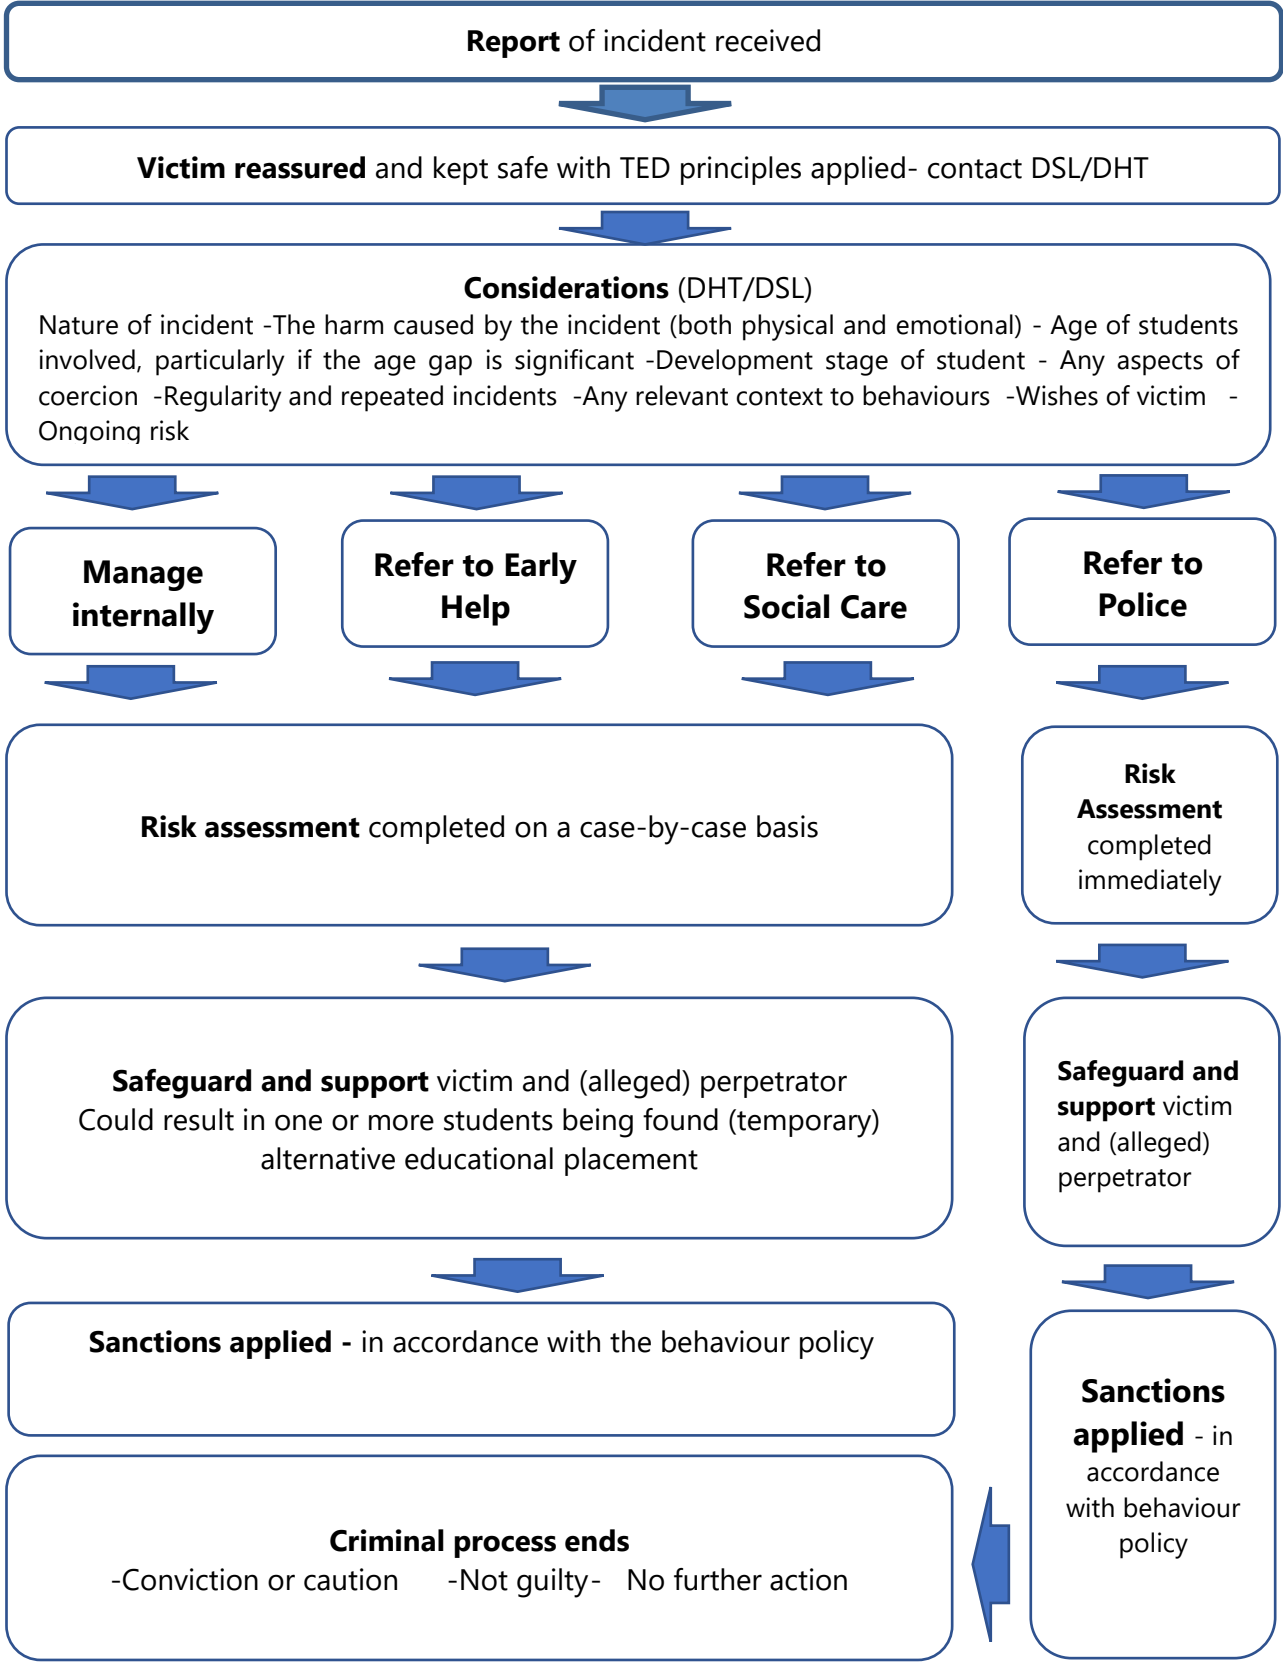 Report of incident received
Victim reassured and kept safe with TED principles applied- contact DSL/DHT
Considerations (DHT/DSL)
Nature of incident -The harm caused by the incident (both physical and emotional) - Age of students
involved, particularly if the age gap is significant -Development stage of student - Any aspects of
coercion -Regularity and repeated incidents -Any relevant context to behaviours -Wishes of victim -
Ongoing risk
Manage
internally
Refer to Early
Help
Refer to
Social Care
Refer to
Police
Risk assessment completed on a case-by-case basis
Risk
Assessment
completed
immediately
Safeguard and support victim and (alleged) perpetrator
Could result in one or more students being found (temporary)
alternative educational placement
Safeguard and
support victim
and (alleged)
perpetrator
Sanctions applied - in accordance with the behaviour policy
Sanctions
applied - in
accordance
with behaviour
policy
Criminal process ends
-Conviction or caution -Not guilty- No further action